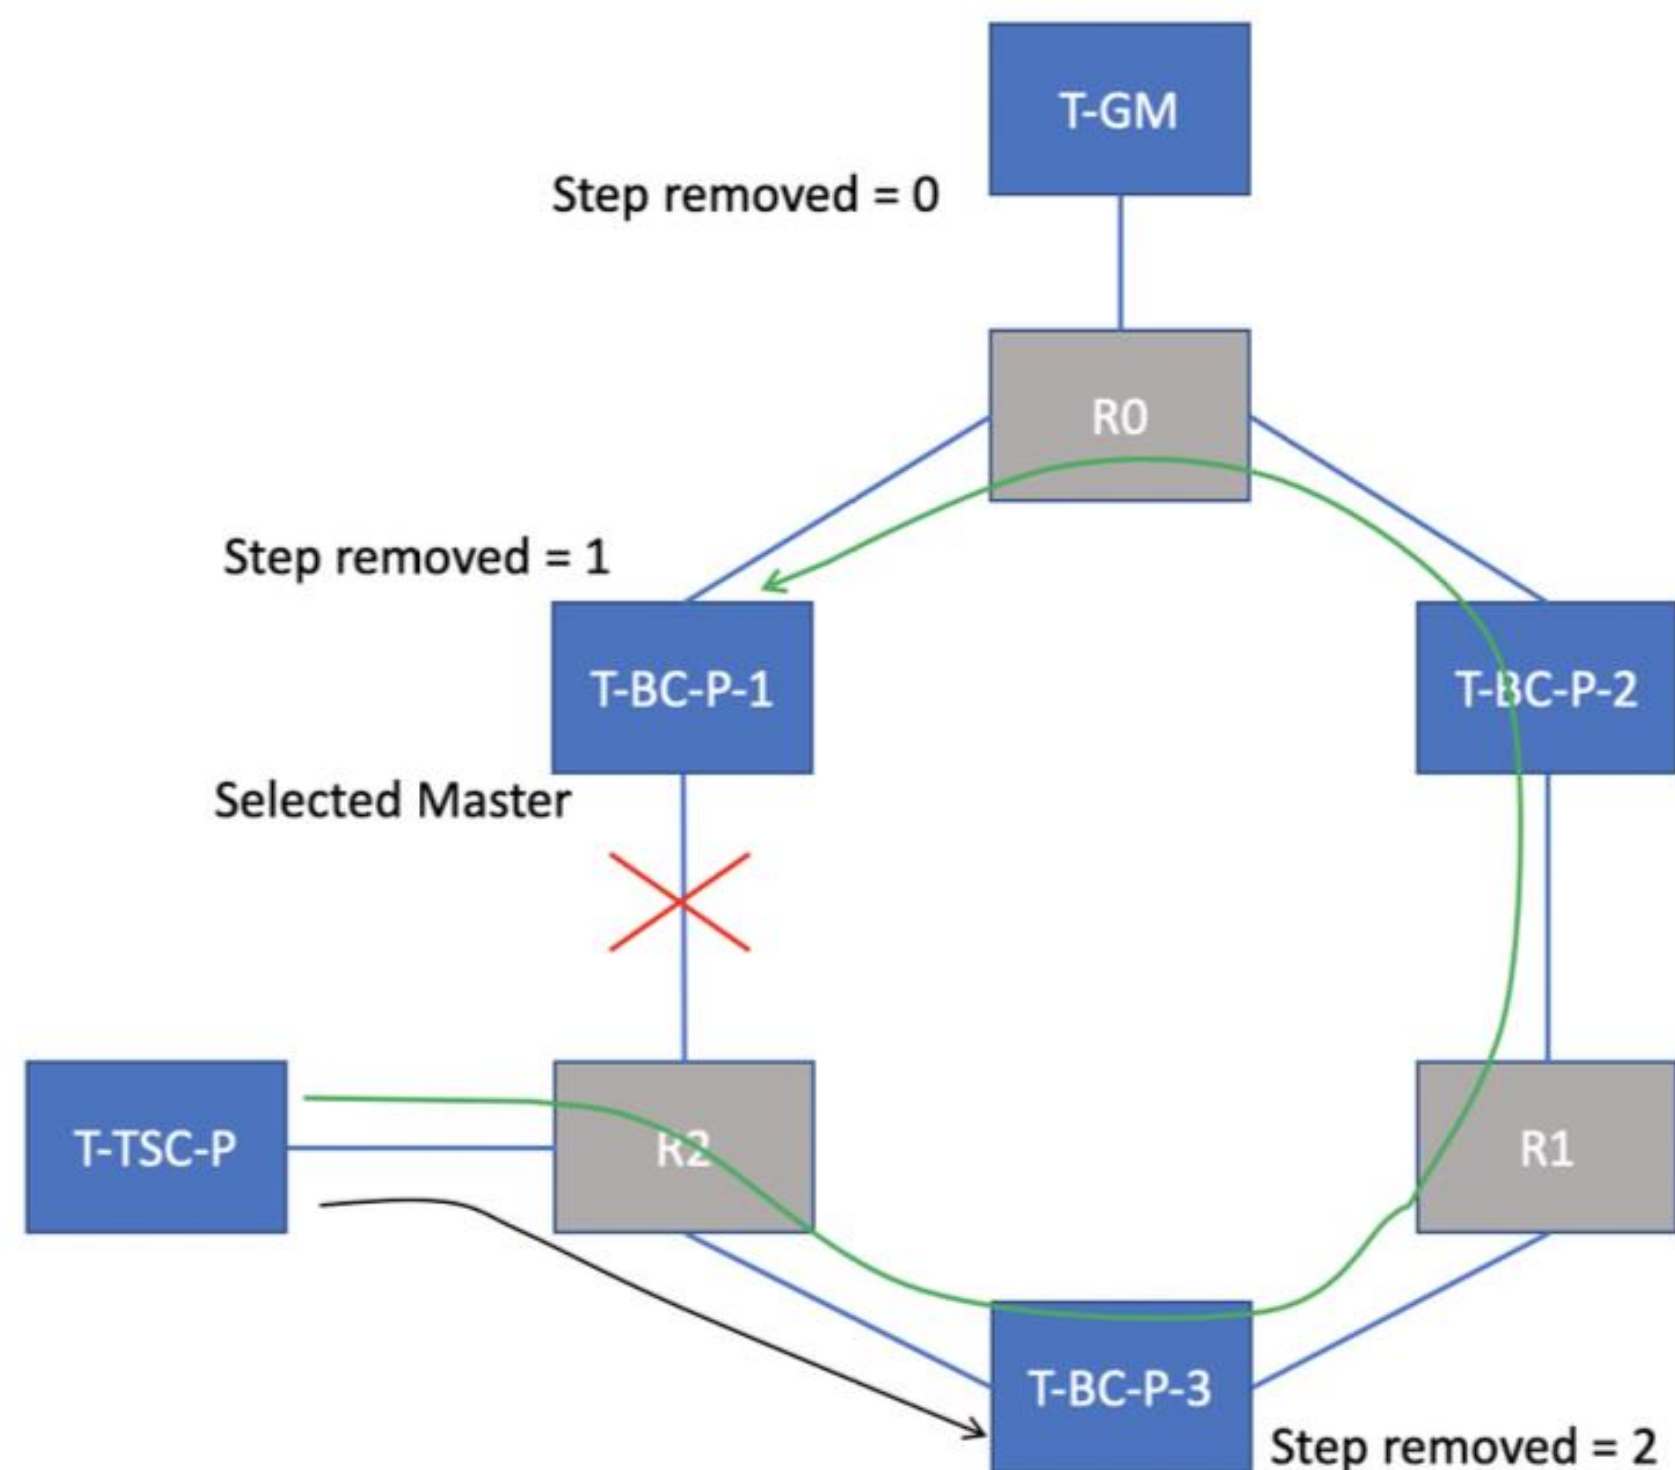 T-GM
Step removed = 0
R0
Step removed = 1
T-BC-P-1
T-BC-P-2
Selected Master
T-TSC-P
R2
R1
T-BC-P-3
Step removed = 2